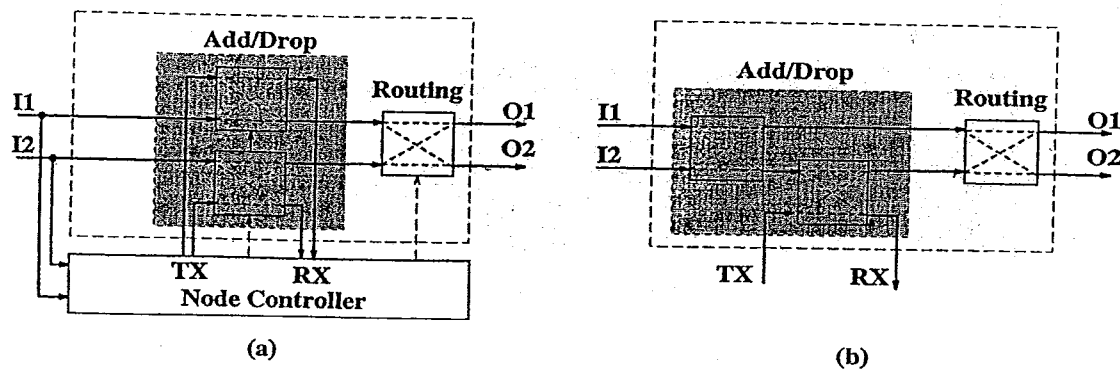 Add/Drop
Routing
I1
I2
O1
O2
TX
RX
Node Controller
(a)
Add/Drop
Routing
I1
I2
O1
O2
TX
RX
(b)